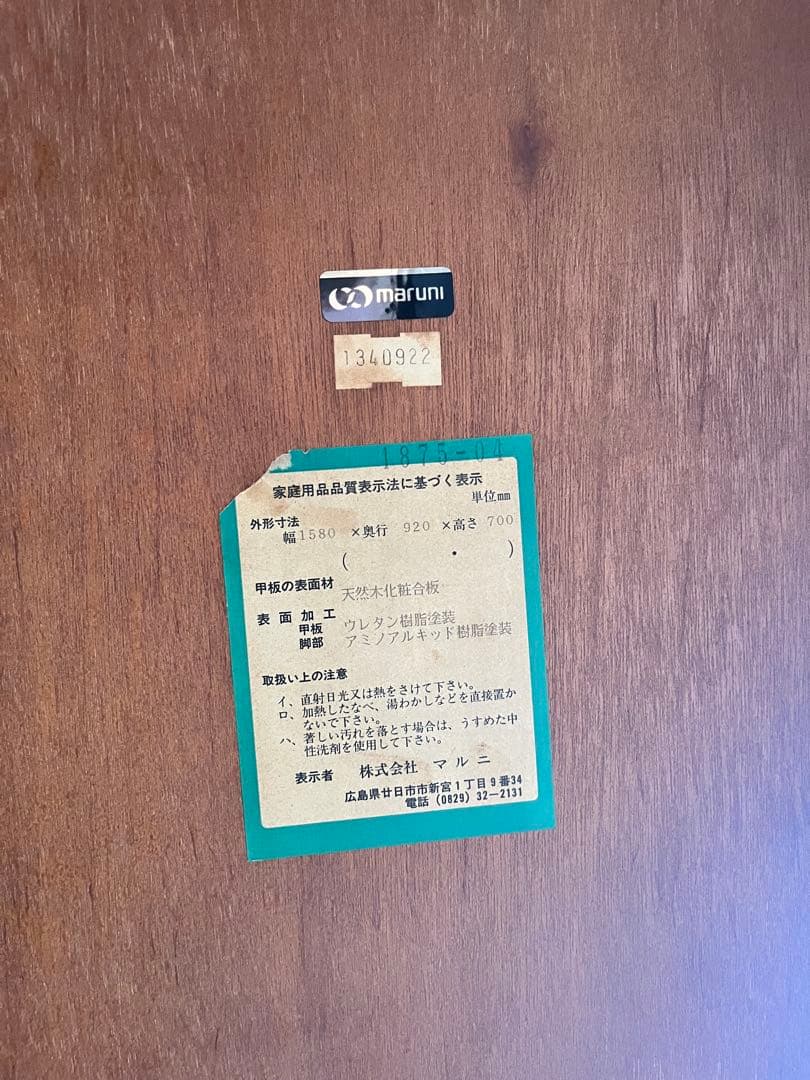 maruni
1340922
1875-04
家庭用品品質表示法に基づく表示
単位mm
外形寸法
幅1580 ×奥行 920 ×高さ 700
( ・ )
甲板の表面材 天然木化粧合板
表面加工
甲板 ウレタン樹脂塗装
脚部 アミノアルキッド樹脂塗装
取扱い上の注意
イ、直射日光又は熱をさけて下さい。
ロ、加熱したなべ、湯わかしなどを直接置か
ないで下さい。
ハ、著しい汚れを落とす場合は、うすめた中
性洗剤を使用して下さい。
表示者 株式会社 マルニ
広島県廿日市市新宮1丁目9番34
電話(0829)32-2131